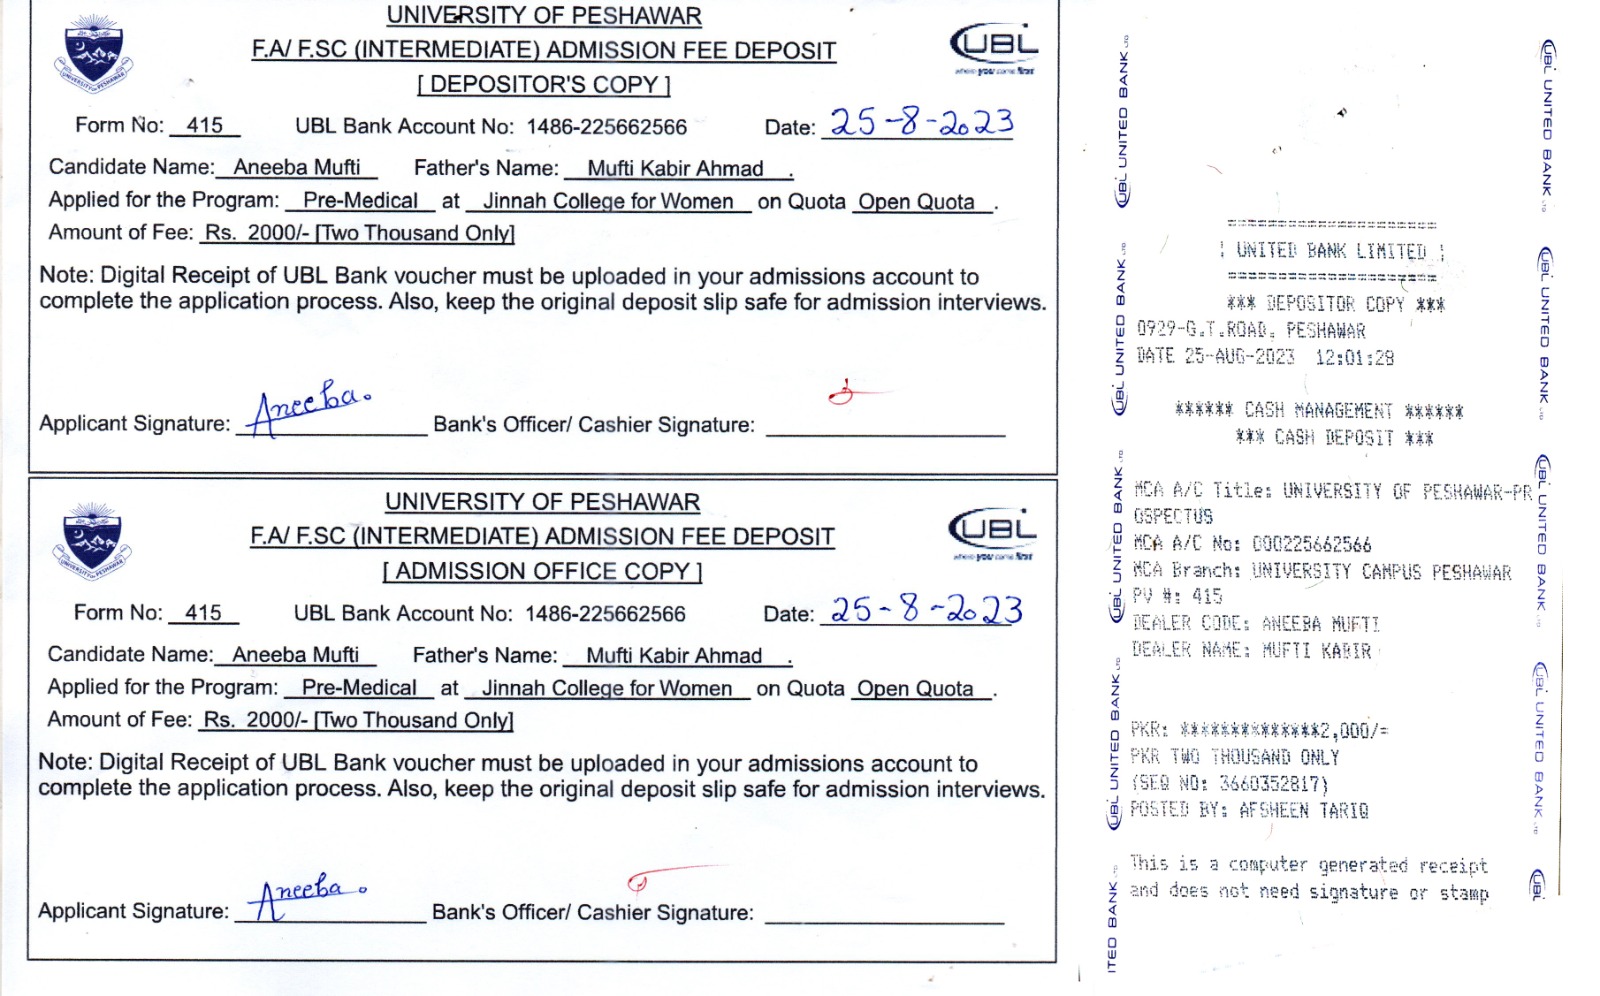 UNIVERSITY OF PESHAWAR
F.A/ F.SC (INTERMEDIATE) ADMISSION FEE DEPOSIT
[ DEPOSITOR'S COPY ]
UBL
where you come first
UNIVERSITY OF PESHAWAR
Form No: 415 UBL Bank Account No: 1486-225662566 Date: 25-8-2023
Candidate Name: Aneeba Mufti Father's Name: Mufti Kabir Ahmad .
Applied for the Program: Pre-Medical at Jinnah College for Women on Quota Open Quota .
Amount of Fee: Rs. 2000/- [Two Thousand Only]
Note: Digital Receipt of UBL Bank voucher must be uploaded in your admissions account to
complete the application process. Also, keep the original deposit slip safe for admission interviews.
Applicant Signature: Aneeba. Bank's Officer/ Cashier Signature:
UNIVERSITY OF PESHAWAR
F.A/ F.SC (INTERMEDIATE) ADMISSION FEE DEPOSIT
[ ADMISSION OFFICE COPY ]
UBL
where you come first
UNIVERSITY OF PESHAWAR
Form No: 415 UBL Bank Account No: 1486-225662566 Date: 25-8-2023
Candidate Name: Aneeba Mufti Father's Name: Mufti Kabir Ahmad .
Applied for the Program: Pre-Medical at Jinnah College for Women on Quota Open Quota .
Amount of Fee: Rs. 2000/- [Two Thousand Only]
Note: Digital Receipt of UBL Bank voucher must be uploaded in your admissions account to
complete the application process. Also, keep the original deposit slip safe for admission interviews.
Applicant Signature: Aneeba. Bank's Officer/ Cashier Signature:
======================
¦ UNITED BANK LIMITED ¦
======================
*** DEPOSITOR COPY ***
0929-G.T.ROAD, PESHAWAR
DATE 25-AUG-2023 12:01:28
****** CASH MANAGEMENT ******
*** CASH DEPOSIT ***
MCA A/C Title: UNIVERSITY OF PESHAWAR-PR
OSPECTUS
MCA A/C No: 000225662566
MCA Branch: UNIVERSITY CAMPUS PESHAWAR
PV #: 415
DEALER CODE: ANEEBA MUFTI
DEALER NAME: MUFTI KABIR
PKR: **************2,000/=
PKR TWO THOUSAND ONLY
(SEQ NO: 3660352817)
POSTED BY: AFSHEEN TARIQ
This is a computer generated receipt
and does not need signature or stamp
UBL UNITED BANK LTD
UBL UNITED BANK LTD
UBL UNITED BANK LTD
UBL UNITED BANK LTD
ITED BANK LTD
UBL UNITED BANK LTD
UBL UNITED BANK LTD
UBL UNITED BANK LTD
UBL UNITED BANK LTD
UBL